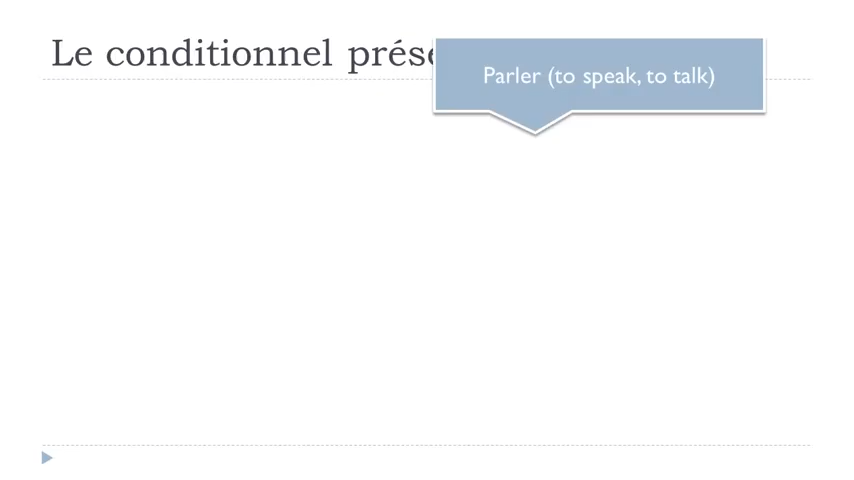 Le conditionnel prése
Parler (to speak, to talk)